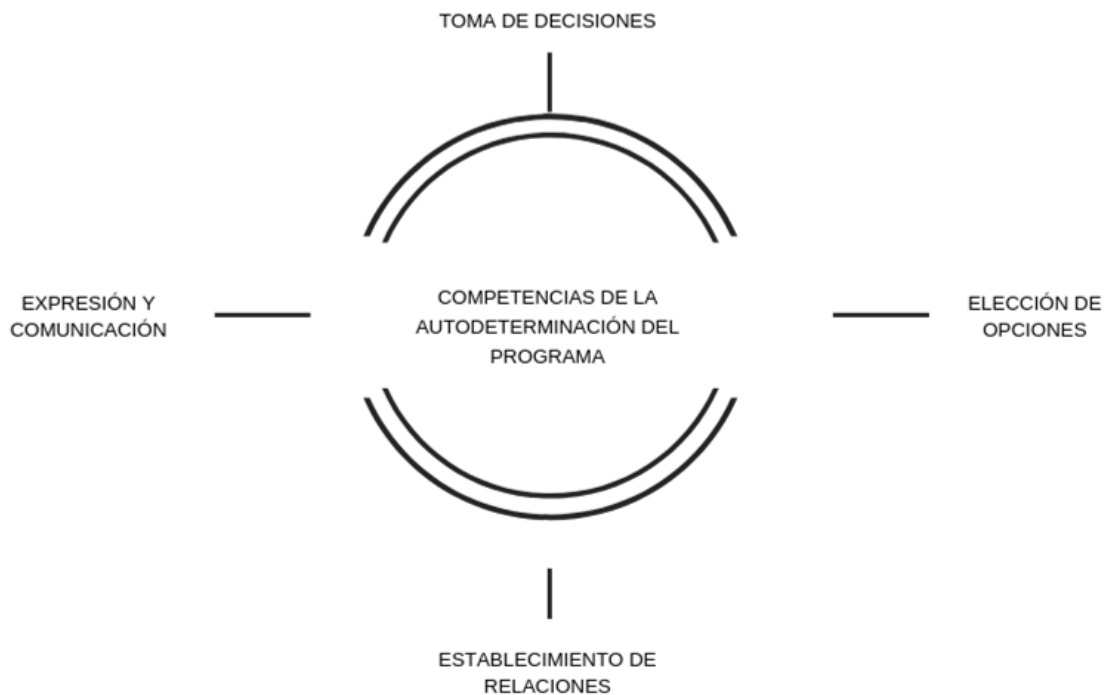 TOMA DE DECISIONES
EXPRESIÓN Y
COMUNICACIÓN
COMPETENCIAS DE LA
AUTODETERMINACIÓN DEL
PROGRAMA
ELECCIÓN DE
OPCIONES
ESTABLECIMIENTO DE
RELACIONES